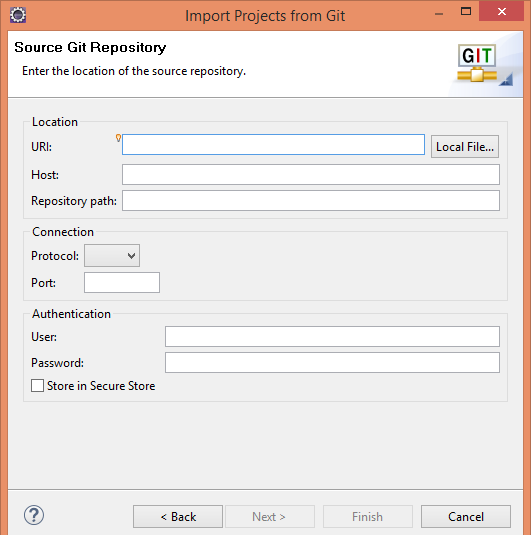 Import Projects from Git
Source Git Repository
Enter the location of the source repository.
GIT
Location
URI:
Local File...
Host:
Repository path:
Connection
Protocol:
Port:
Authentication
User:
Password:
Store in Secure Store
?
< Back
Next >
Finish
Cancel